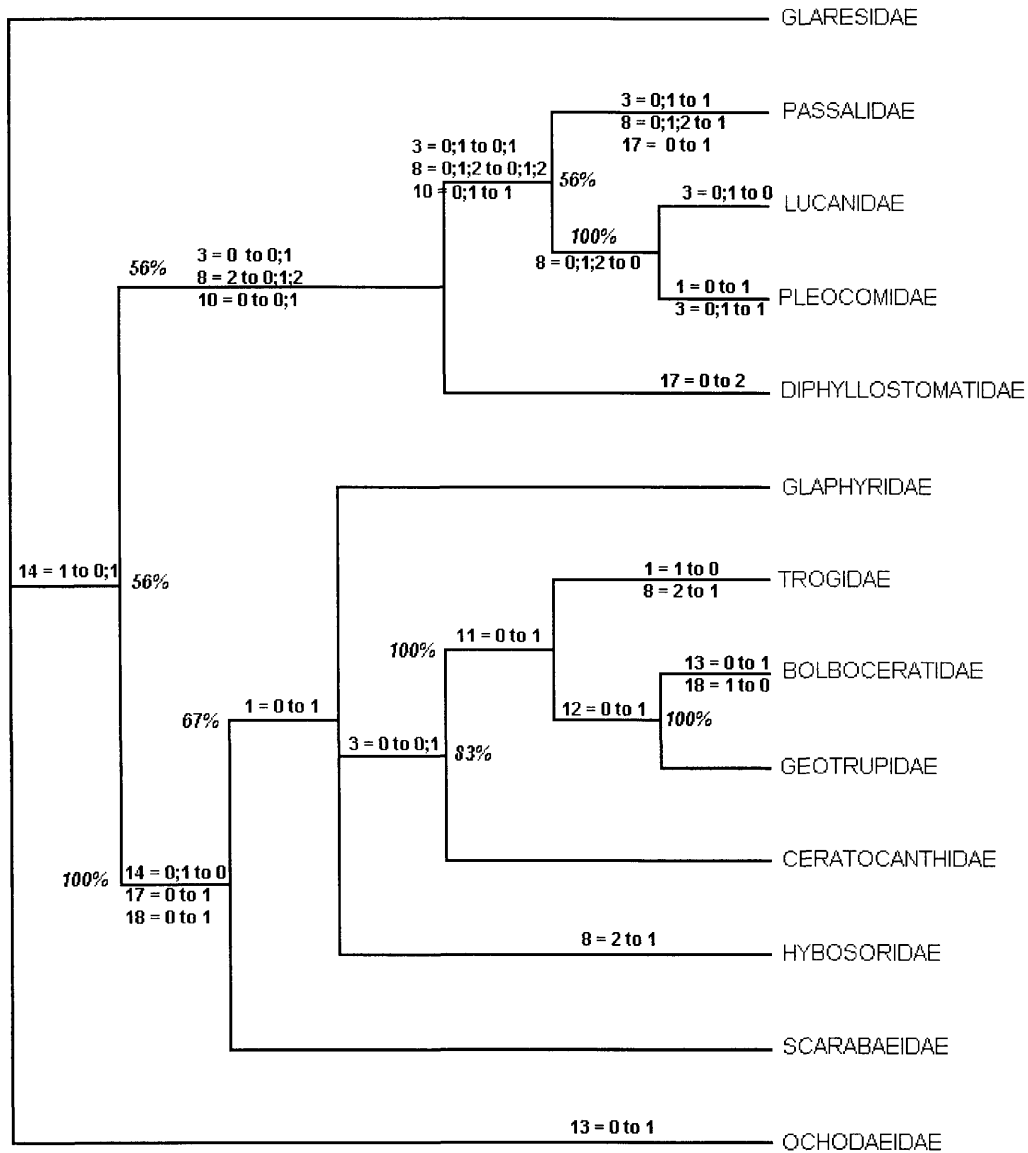 GLARESIDAE
3 = 0;1 to 1
PASSALIDAE
8 = 0;1;2 to 1
17 = 0 to 1
3 = 0;1 to 0;1
8 = 0;1;2 to 0;1;2
10 = 0;1 to 1
56%
3 = 0;1 to 0
LUCANIDAE
100%
8 = 0;1;2 to 0
1 = 0 to 1
PLEOCOMIDAE
3 = 0;1 to 1
56%
3 = 0 to 0;1
8 = 2 to 0;1;2
10 = 0 to 0;1
17 = 0 to 2
DIPHYLLOSTOMATIDAE
GLAPHYRIDAE
14 = 1 to 0;1
56%
1 = 1 to 0
TROGIDAE
8 = 2 to 1
100%
11 = 0 to 1
13 = 0 to 1
BOLBOCERATIDAE
18 = 1 to 0
12 = 0 to 1
100%
67%
1 = 0 to 1
3 = 0 to 0;1
83%
GEOTRUPIDAE
CERATOCANTHIDAE
100%
14 = 0;1 to 0
17 = 0 to 1
18 = 0 to 1
8 = 2 to 1
HYBOSORIDAE
SCARABAEIDAE
13 = 0 to 1
OCHODAEIDAE